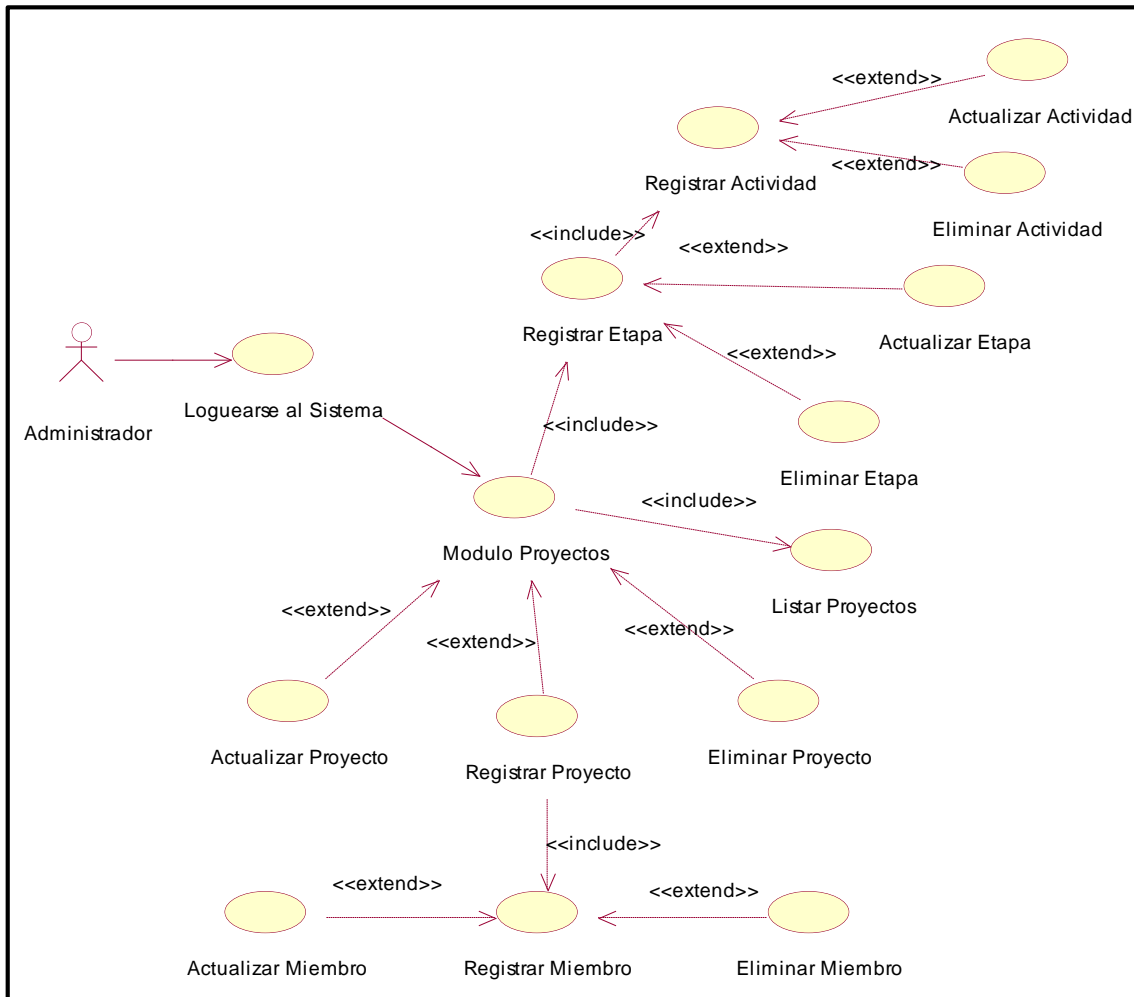 <<extend>>
Actualizar Actividad
Registrar Actividad
<<extend>>
Eliminar Actividad
<<include>>
<<extend>>
Registrar Etapa
Actualizar Etapa
<<extend>>
Administrador
Loguearse al Sistema
<<include>>
Eliminar Etapa
<<include>>
Modulo Proyectos
Listar Proyectos
<<extend>>
<<extend>>
<<extend>>
Actualizar Proyecto
Registrar Proyecto
Eliminar Proyecto
<<include>>
<<extend>>
<<extend>>
Actualizar Miembro
Registrar Miembro
Eliminar Miembro